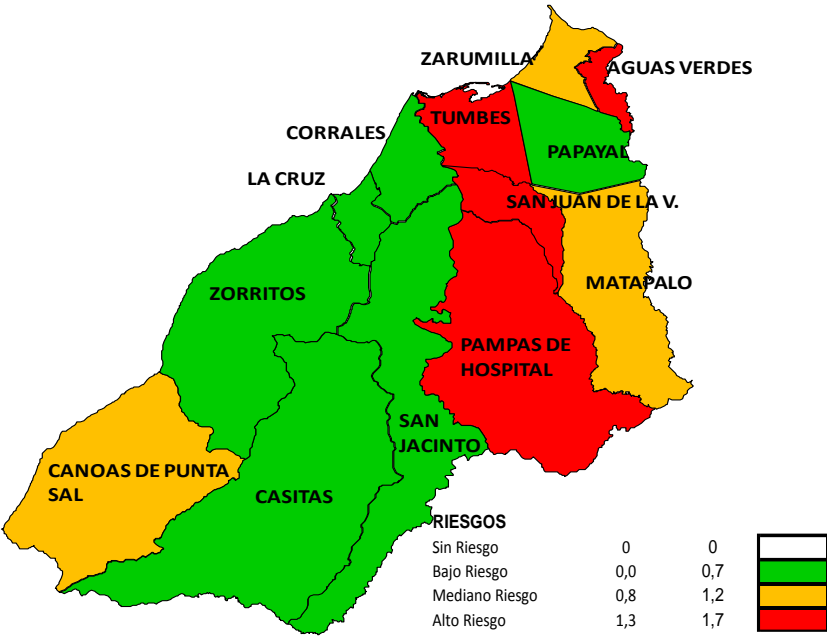 ZARUMILLA
AGUAS VERDES
TUMBES
CORRALES
PAPAYAL
LA CRUZ
SAN JUAN DE LA V.
MATAPALO
ZORRITOS
PAMPAS DE
HOSPITAL
SAN
JACINTO
CANOAS DE PUNTA
SAL
CASITAS
RIESGOS
Sin Riesgo 0 0
Bajo Riesgo 0,0 0,7
Mediano Riesgo 0,8 1,2
Alto Riesgo 1,3 1,7